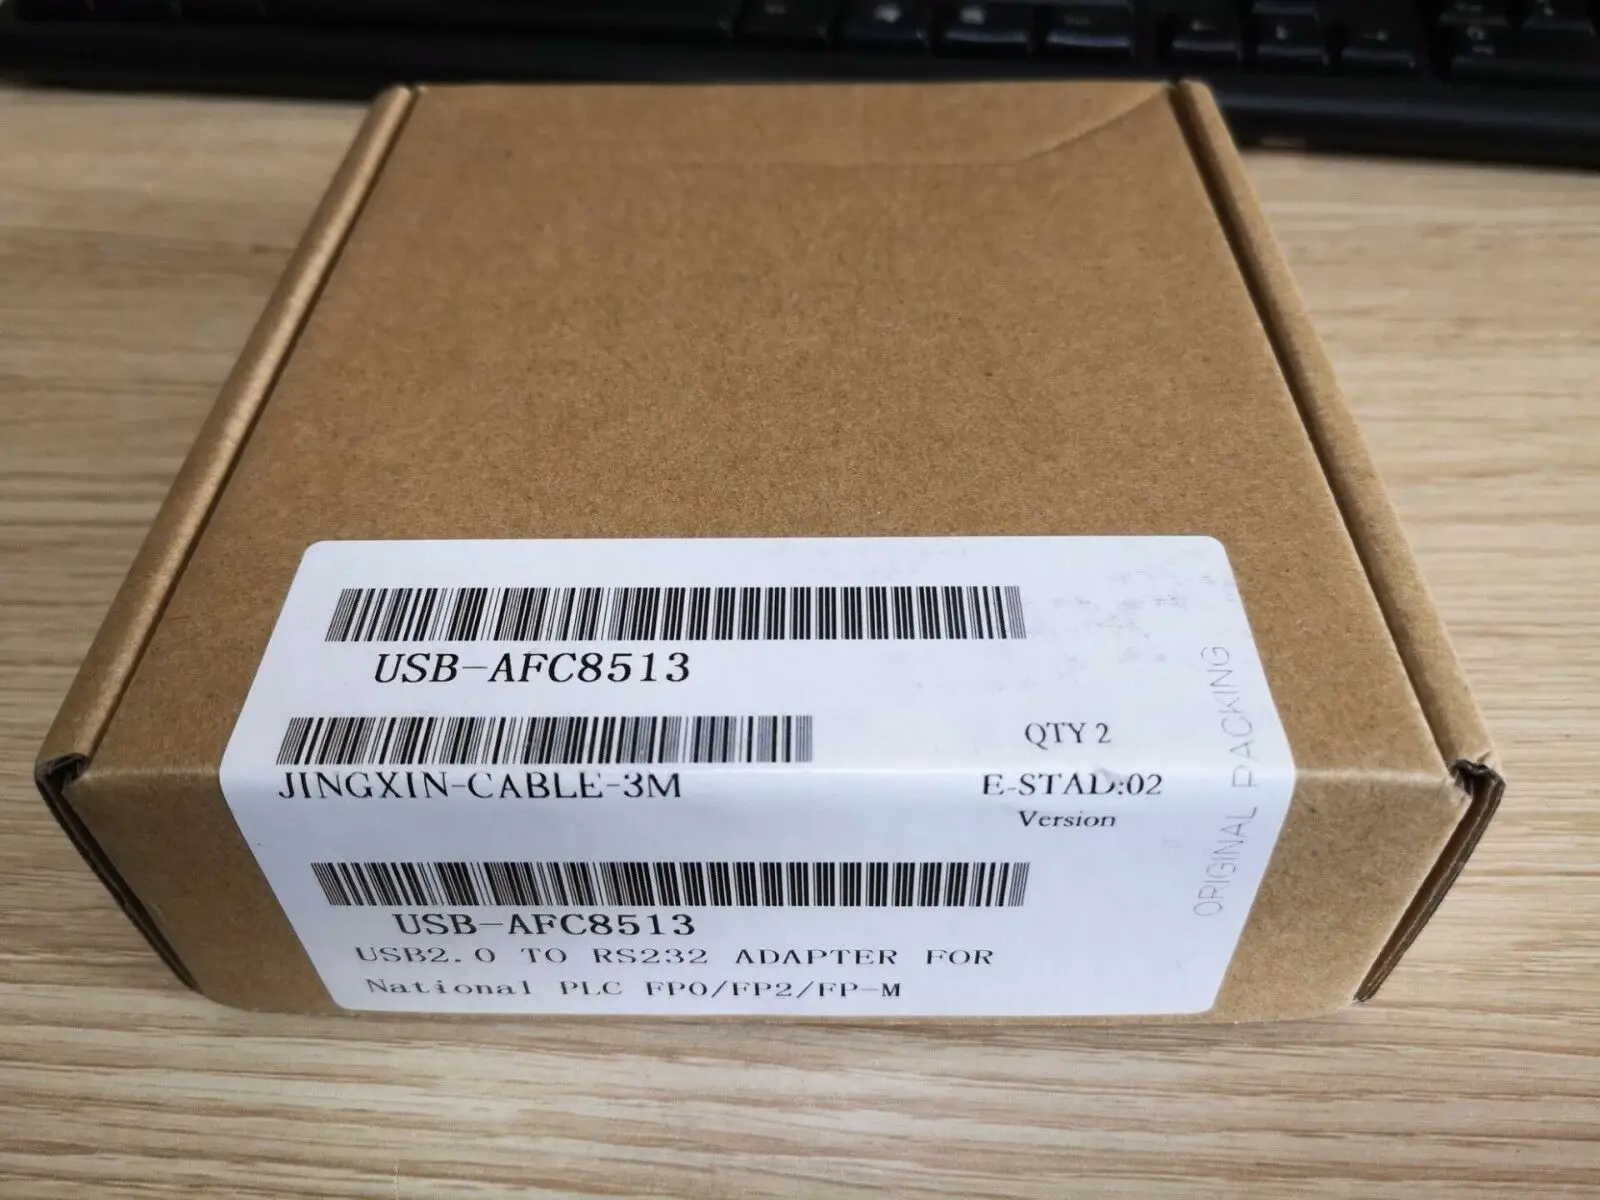 USB-AFC8513
QTY 2
JINGXIN-CABLE-3M
E-STAD:02
Version
USB-AFC8513
USB2.0 TO RS232 ADAPTER FOR
National PLC FP0/FP2/FP-M
ORIGINAL PACKING